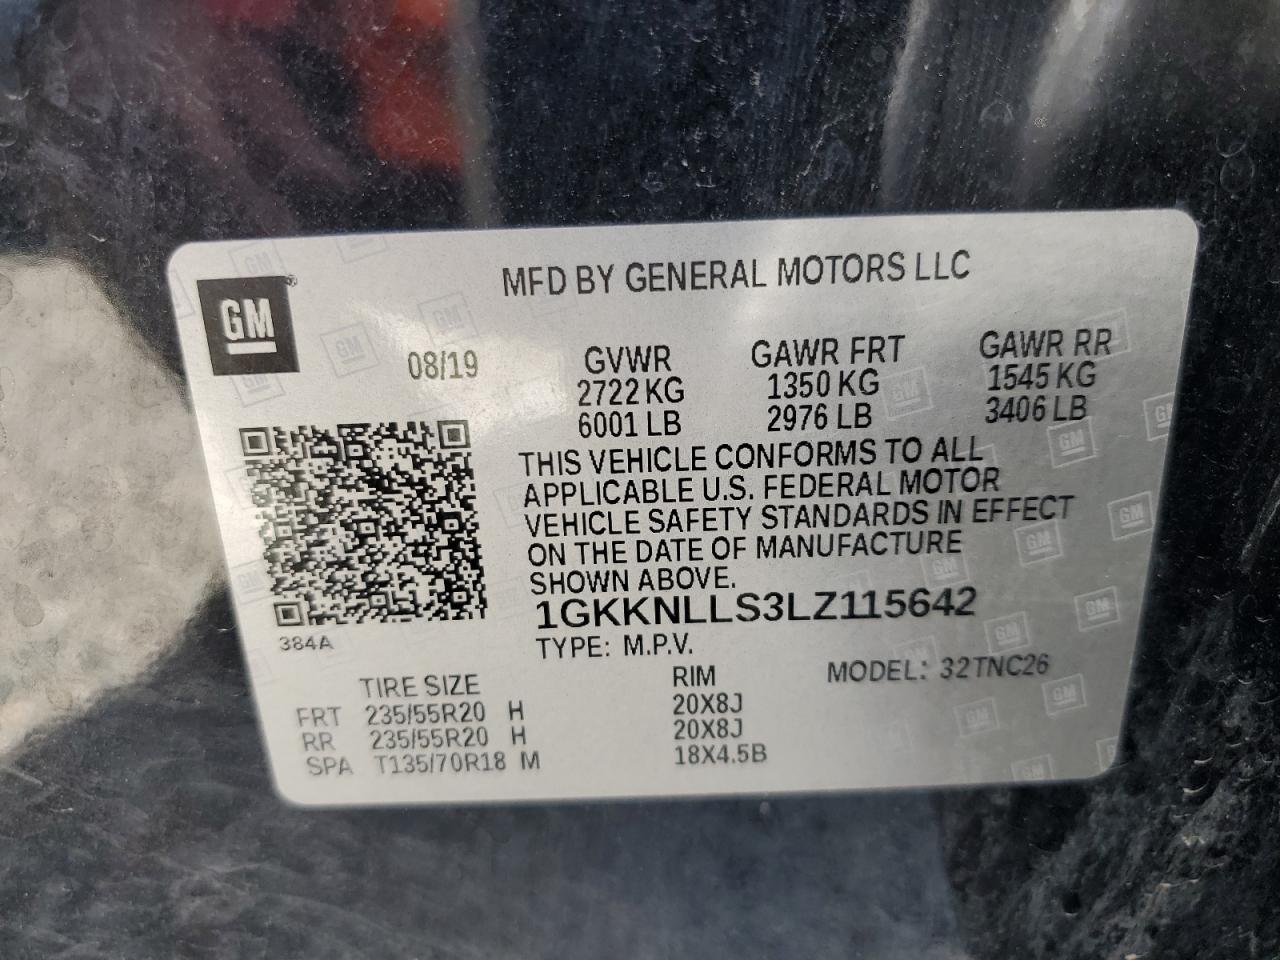 MFD BY GENERAL MOTORS LLC
GM
08/19 GVWR GAWR FRT GAWR RR
2722 KG 1350 KG 1545 KG
6001 LB 2976 LB 3406 LB
THIS VEHICLE CONFORMS TO ALL
APPLICABLE U.S. FEDERAL MOTOR
VEHICLE SAFETY STANDARDS IN EFFECT
ON THE DATE OF MANUFACTURE
SHOWN ABOVE.
1GKKNLLS3LZ115642
384A
TYPE: M.P.V.
MODEL: 32TNC26
TIRE SIZE RIM
FRT 235/55R20 H 20X8J
RR 235/55R20 H 20X8J
SPA T135/70R18 M 18X4.5B